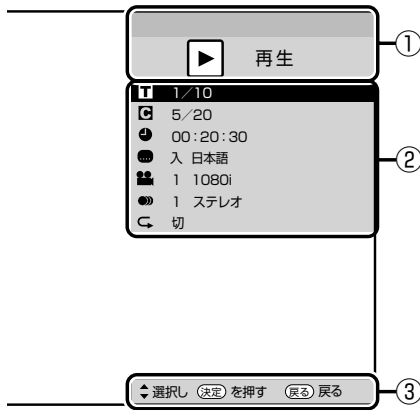 ① 再生
T 1/10
C 5/20
00:20:30
② 入 日本語
1 1080i
1 ステレオ
切
③ 選択し 決定 を押す 戻る 戻る